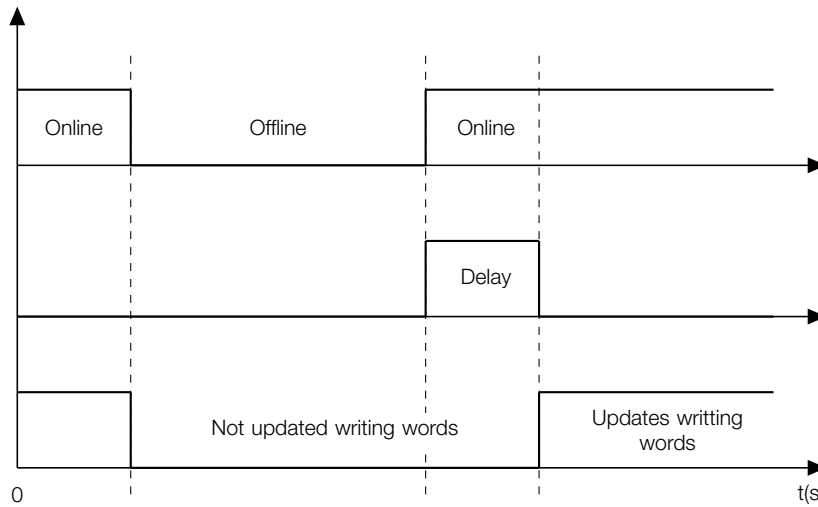 Online
Offline
Online
Delay
Not updated writing words
Updates writting
words
0
t(s